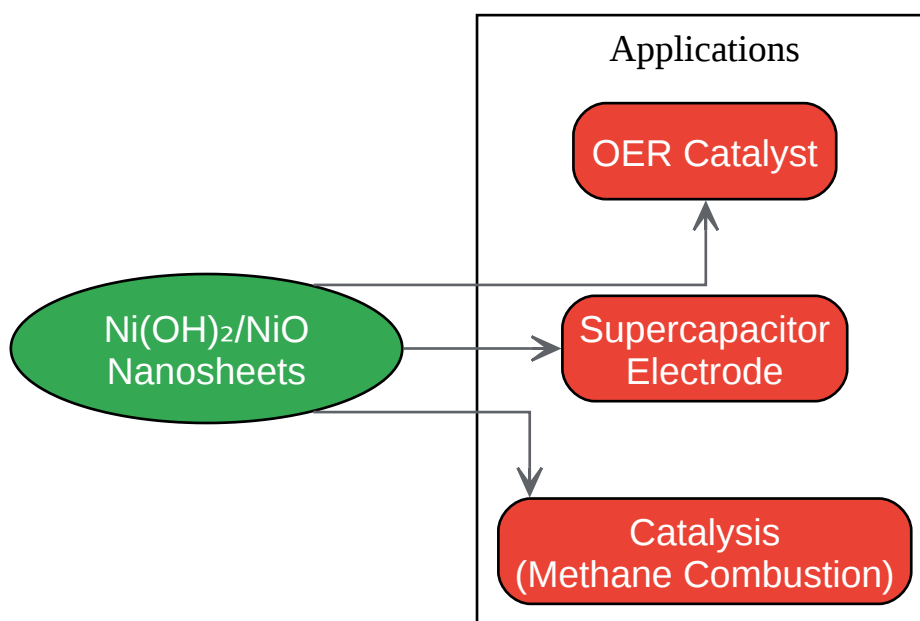 Applications
OER Catalyst
Ni(OH)₂/NiO
Nanosheets
Supercapacitor
Electrode
Catalysis
(Methane Combustion)